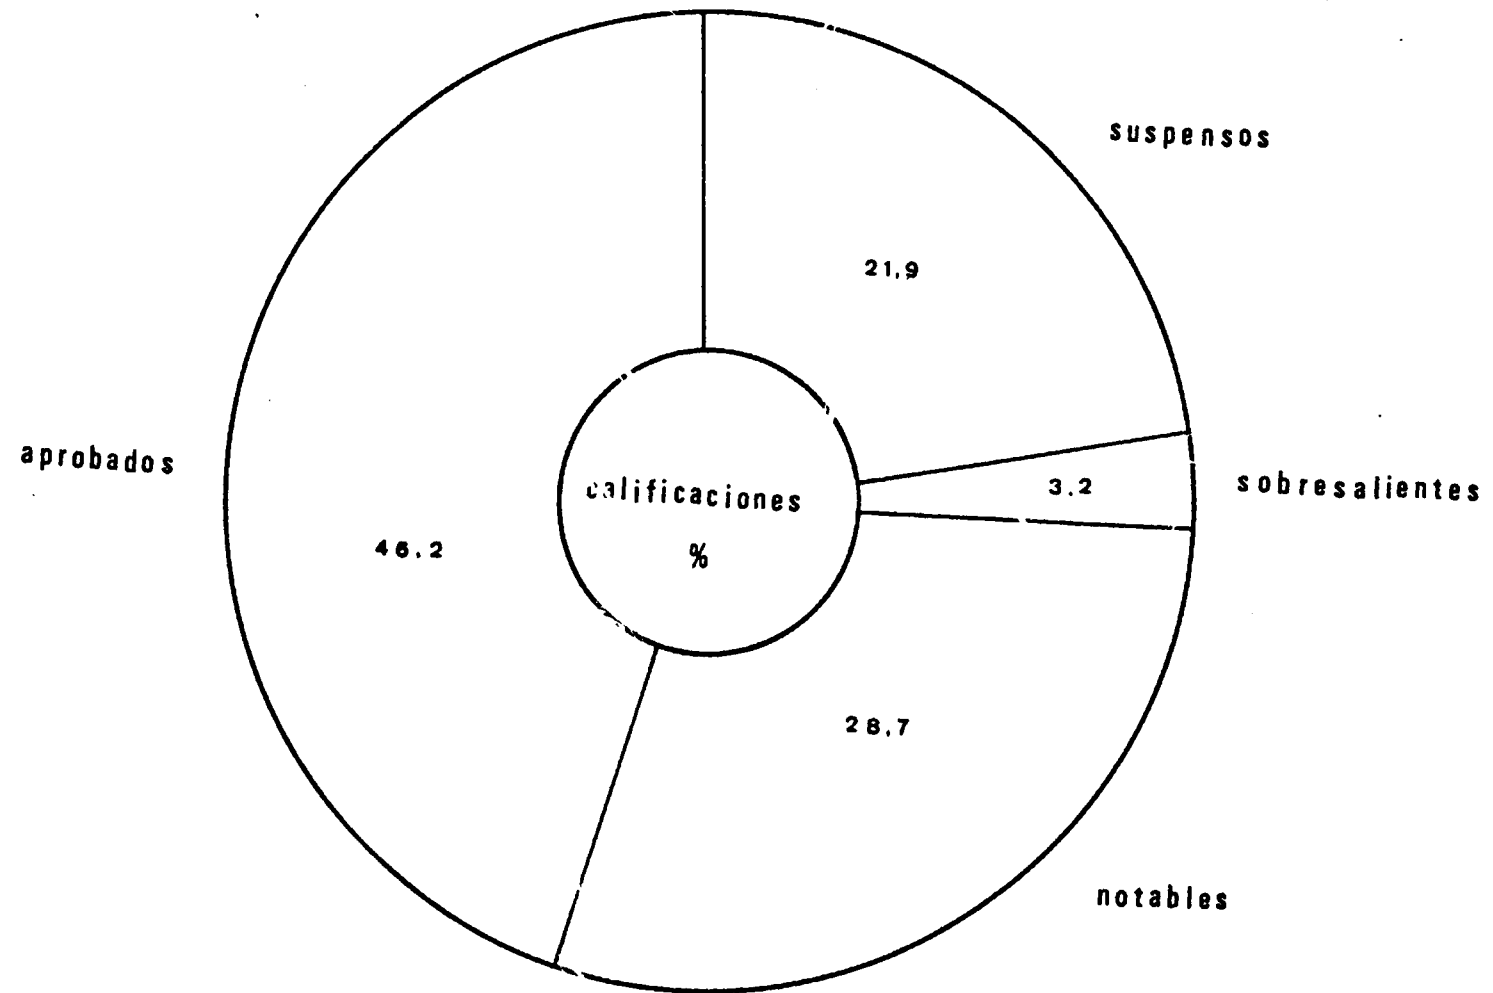 suspensos
21,9
aprobados
46,2
calificaciones
%
3,2
sobresalientes
28,7
notables